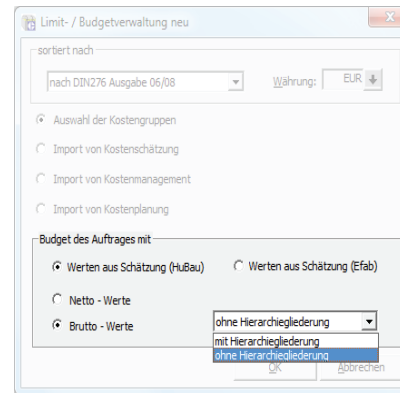 Limit- / Budgetverwaltung neu
sortiert nach
nach DIN276 Ausgabe 06/08 Währung: EUR
Auswahl der Kostengruppen
Import von Kostenschätzung
Import von Kostenmanagement
Import von Kostenplanung
Budget des Auftrages mit
Werten aus Schätzung (HuBau) Werten aus Schätzung (Efab)
Netto - Werte
Brutto - Werte ohne Hierarchiegliederung
mit Hierarchiegliederung
ohne Hierarchiegliederung
OK Abbrechen